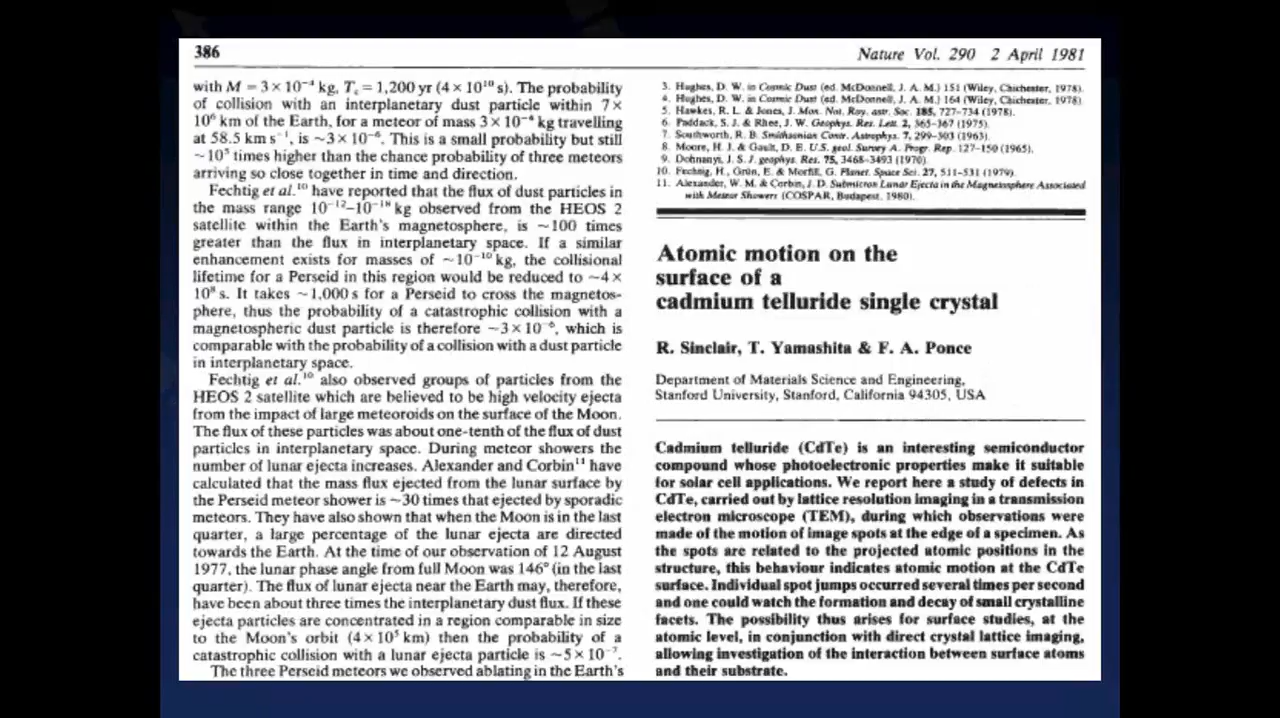 386
Nature Vol. 290 2 April 1981
with M = 3 × 10⁻⁴ kg, Tc = 1,200 yr (4 × 10¹⁰ s). The probability
of collision with an interplanetary dust particle within 7 ×
10⁶ km of the Earth, for a meteor of mass 3 × 10⁻⁴ kg travelling
at 58.5 km s⁻¹, is ~3 × 10⁻⁶. This is a small probability but still
~10⁵ times higher than the chance probability of three meteors
arriving so close together in time and direction.
Fechtig et al.¹⁰ have reported that the flux of dust particles in
the mass range 10⁻¹²–10⁻¹⁸ kg observed from the HEOS 2
satellite within the Earth's magnetosphere, is ~100 times
greater than the flux in interplanetary space. If a similar
enhancement exists for masses of ~10⁻¹⁰ kg, the collisional
lifetime for a Perseid in this region would be reduced to ~4 ×
10⁸ s. It takes ~1,000 s for a Perseid to cross the magnetos-
phere, thus the probability of a catastrophic collision with a
magnetospheric dust particle is therefore ~3 × 10⁻⁶, which is
comparable with the probability of a collision with a dust particle
in interplanetary space.
Fechtig et al.¹⁰ also observed groups of particles from the
HEOS 2 satellite which are believed to be high velocity ejecta
from the impact of large meteoroids on the surface of the Moon.
The flux of these particles was about one-tenth of the flux of dust
particles in interplanetary space. During meteor showers the
number of lunar ejecta increases. Alexander and Corbin¹¹ have
calculated that the mass flux ejected from the lunar surface by
the Perseid meteor shower is ~30 times that ejected by sporadic
meteors. They have also shown that when the Moon is in the last
quarter, a large percentage of the lunar ejecta are directed
towards the Earth. At the time of our observation of 12 August
1977, the lunar phase angle from full Moon was 146° (in the last
quarter). The flux of lunar ejecta near the Earth may, therefore,
have been about three times the interplanetary dust flux. If these
ejecta particles are concentrated in a region comparable in size
to the Moon's orbit (4 × 10⁵ km) then the probability of a
catastrophic collision with a lunar ejecta particle is ~5 × 10⁻⁷.
The three Perseid meteors we observed ablating in the Earth's
3. Hughes, D. W. in Cosmic Dust (ed. McDonnell, J. A. M.) 151 (Wiley, Chichester, 1978).
4. Hughes, D. W. in Cosmic Dust (ed. McDonnell, J. A. M.) 164 (Wiley, Chichester, 1978).
5. Hawkes, R. L. & Jones, J. Mon. Not. Roy. astr. Soc. 185, 727–734 (1978).
6. Paddack, S. J. & Rhee, J. W. Geophys. Res. Lett. 2, 365–367 (1975).
7. Southworth, R. B. Smithsonian Contr. Astrophys. 7, 299–303 (1963).
8. Moore, H. J. & Gault, D. E. U.S. geol. Survey A. Progr. Rep. 127–150 (1965).
9. Dohnanyi, J. S. J. geophys. Res. 75, 3468–3493 (1970).
10. Fechtig, H., Grün, E. & Morfill, G. Planet. Space Sci. 27, 511–531 (1979).
11. Alexander, W. M. & Corbin, J. D. Submicron Lunar Ejecta in the Magnetosphere Associated
with Meteor Showers (COSPAR, Budapest, 1980).
Atomic motion on the
surface of a
cadmium telluride single crystal
R. Sinclair, T. Yamashita & F. A. Ponce
Department of Materials Science and Engineering,
Stanford University, Stanford, California 94305, USA
Cadmium telluride (CdTe) is an interesting semiconductor
compound whose photoelectronic properties make it suitable
for solar cell applications. We report here a study of defects in
CdTe, carried out by lattice resolution imaging in a transmission
electron microscope (TEM), during which observations were
made of the motion of image spots at the edge of a specimen. As
the spots are related to the projected atomic positions in the
structure, this behaviour indicates atomic motion at the CdTe
surface. Individual spot jumps occurred several times per second
and one could watch the formation and decay of small crystalline
facets. The possibility thus arises for surface studies, at the
atomic level, in conjunction with direct crystal lattice imaging,
allowing investigation of the interaction between surface atoms
and their substrate.